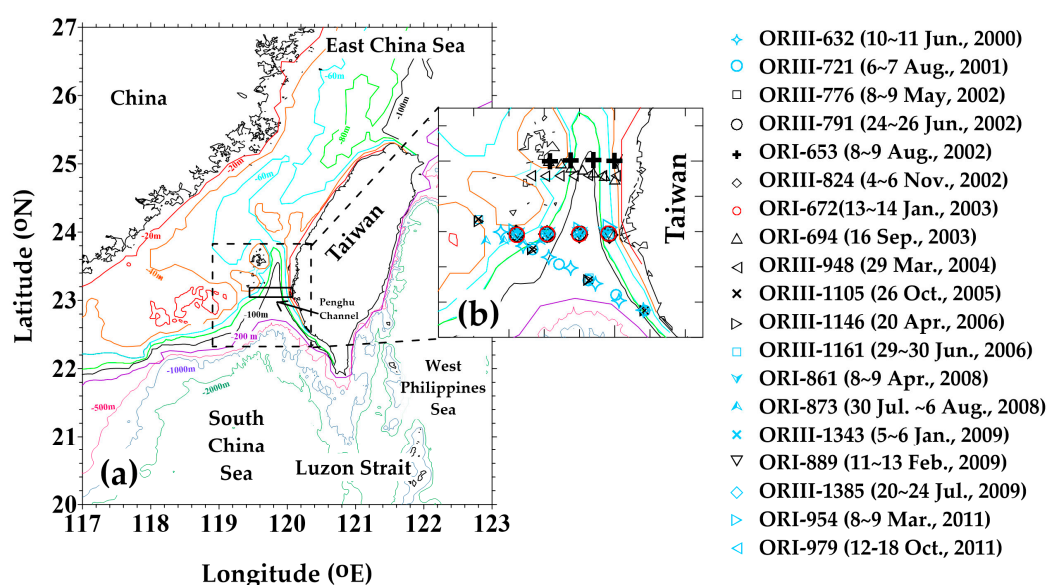 27
26
25
24
23
22
21
20
Latitude (ºN)
117
118
119
120
121
122
123
Longitude (ºE)
East China Sea
China
Taiwan
Penghu
Channel
West
Philippines
Sea
South
China
Sea
Luzon Strait
(a)
-60m
-80m
-100m
-20m
-60m
-20m
-40m
-100m
-200 m
-1000m
-2000m
-500m
(b)
Taiwan
ORIII-632 (10~11 Jun., 2000)
ORIII-721 (6~7 Aug., 2001)
ORIII-776 (8~9 May, 2002)
ORIII-791 (24~26 Jun., 2002)
ORI-653 (8~9 Aug., 2002)
ORIII-824 (4~6 Nov., 2002)
ORI-672(13~14 Jan., 2003)
ORI-694 (16 Sep., 2003)
ORIII-948 (29 Mar., 2004)
ORIII-1105 (26 Oct., 2005)
ORIII-1146 (20 Apr., 2006)
ORIII-1161 (29~30 Jun., 2006)
ORI-861 (8~9 Apr., 2008)
ORI-873 (30 Jul. ~6 Aug., 2008)
ORIII-1343 (5~6 Jan., 2009)
ORI-889 (11~13 Feb., 2009)
ORIII-1385 (20~24 Jul., 2009)
ORI-954 (8~9 Mar., 2011)
ORI-979 (12-18 Oct., 2011)